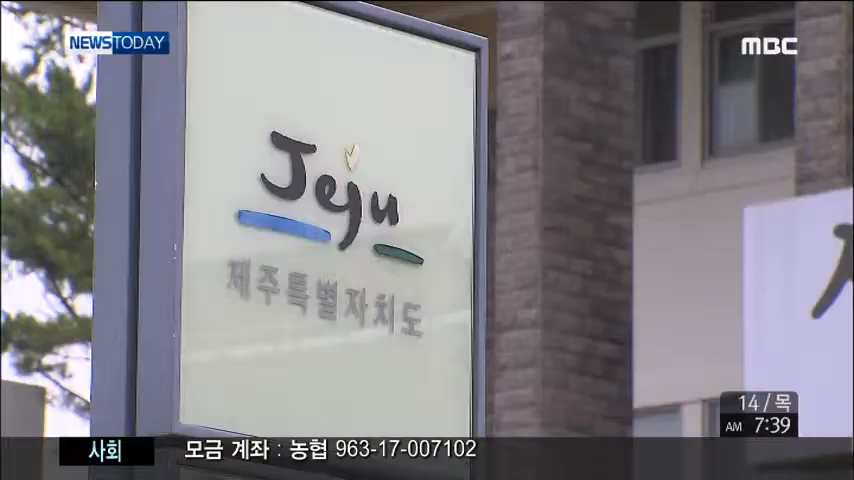 NEWSTODAY
MBC
Jeju
제주특별자치도
14/목
AM 7:39
사회
모금 계좌 : 농협 963-17-007102